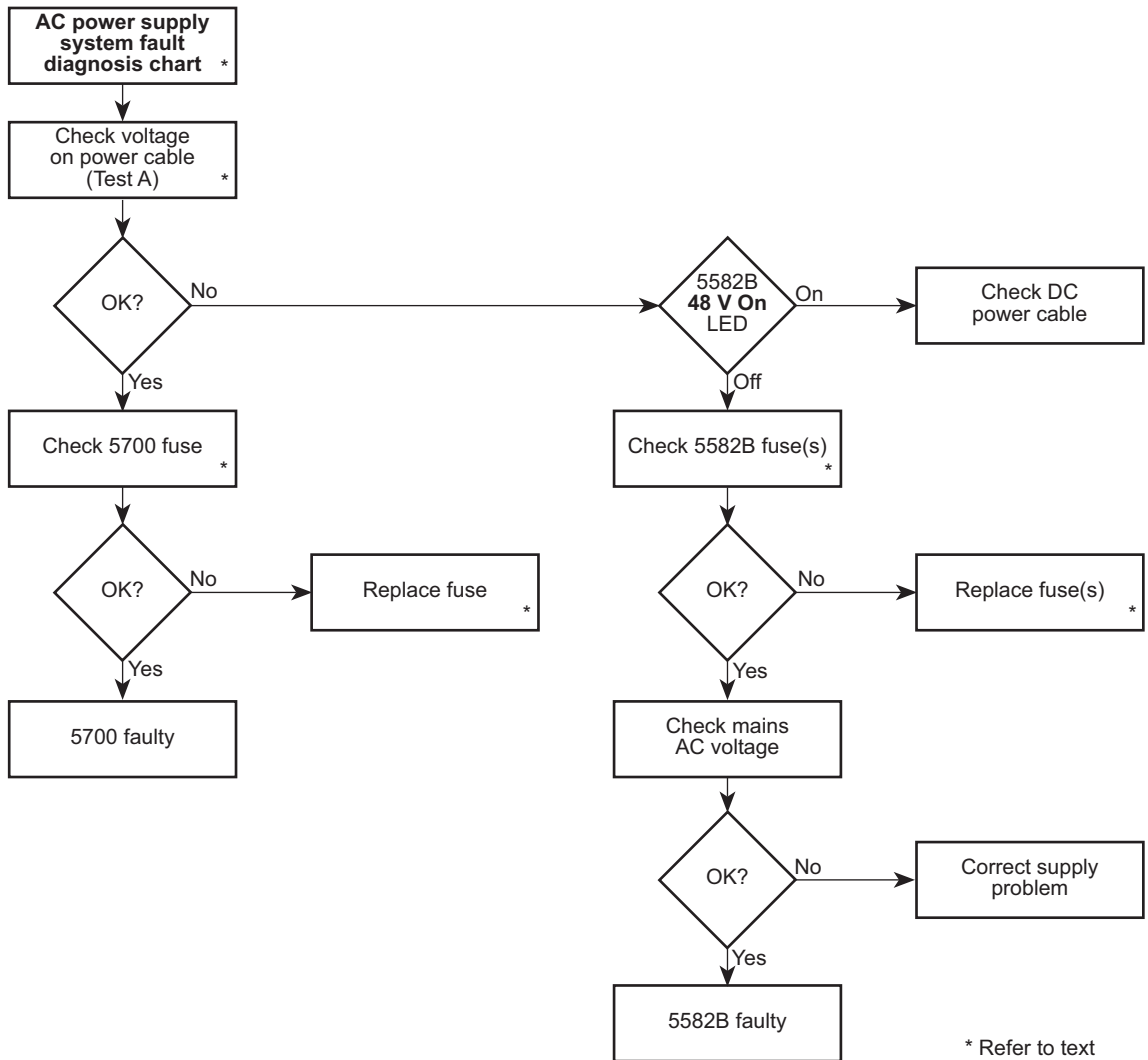 AC power supply
system fault
diagnosis chart *
Check voltage
on power cable
(Test A) *
OK?
No
Yes
5582B
48 V On
LED
On
Off
Check DC
power cable
Check 5700 fuse
*
OK?
No
Yes
Replace fuse
*
5700 faulty
Check 5582B fuse(s)
*
OK?
No
Yes
Replace fuse(s)
*
Check mains
AC voltage
OK?
No
Yes
Correct supply
problem
5582B faulty
* Refer to text